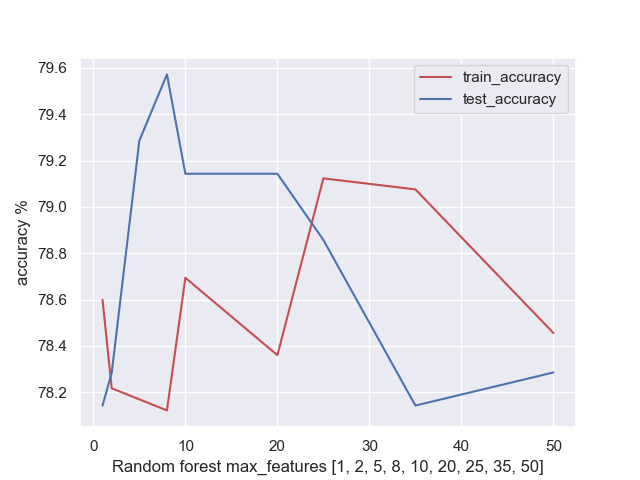 train_accuracy
test_accuracy
79.6
79.4
79.2
79.0
78.8
78.6
78.4
78.2
accuracy %
0 10 20 30 40 50
Random forest max_features [1, 2, 5, 8, 10, 20, 25, 35, 50]